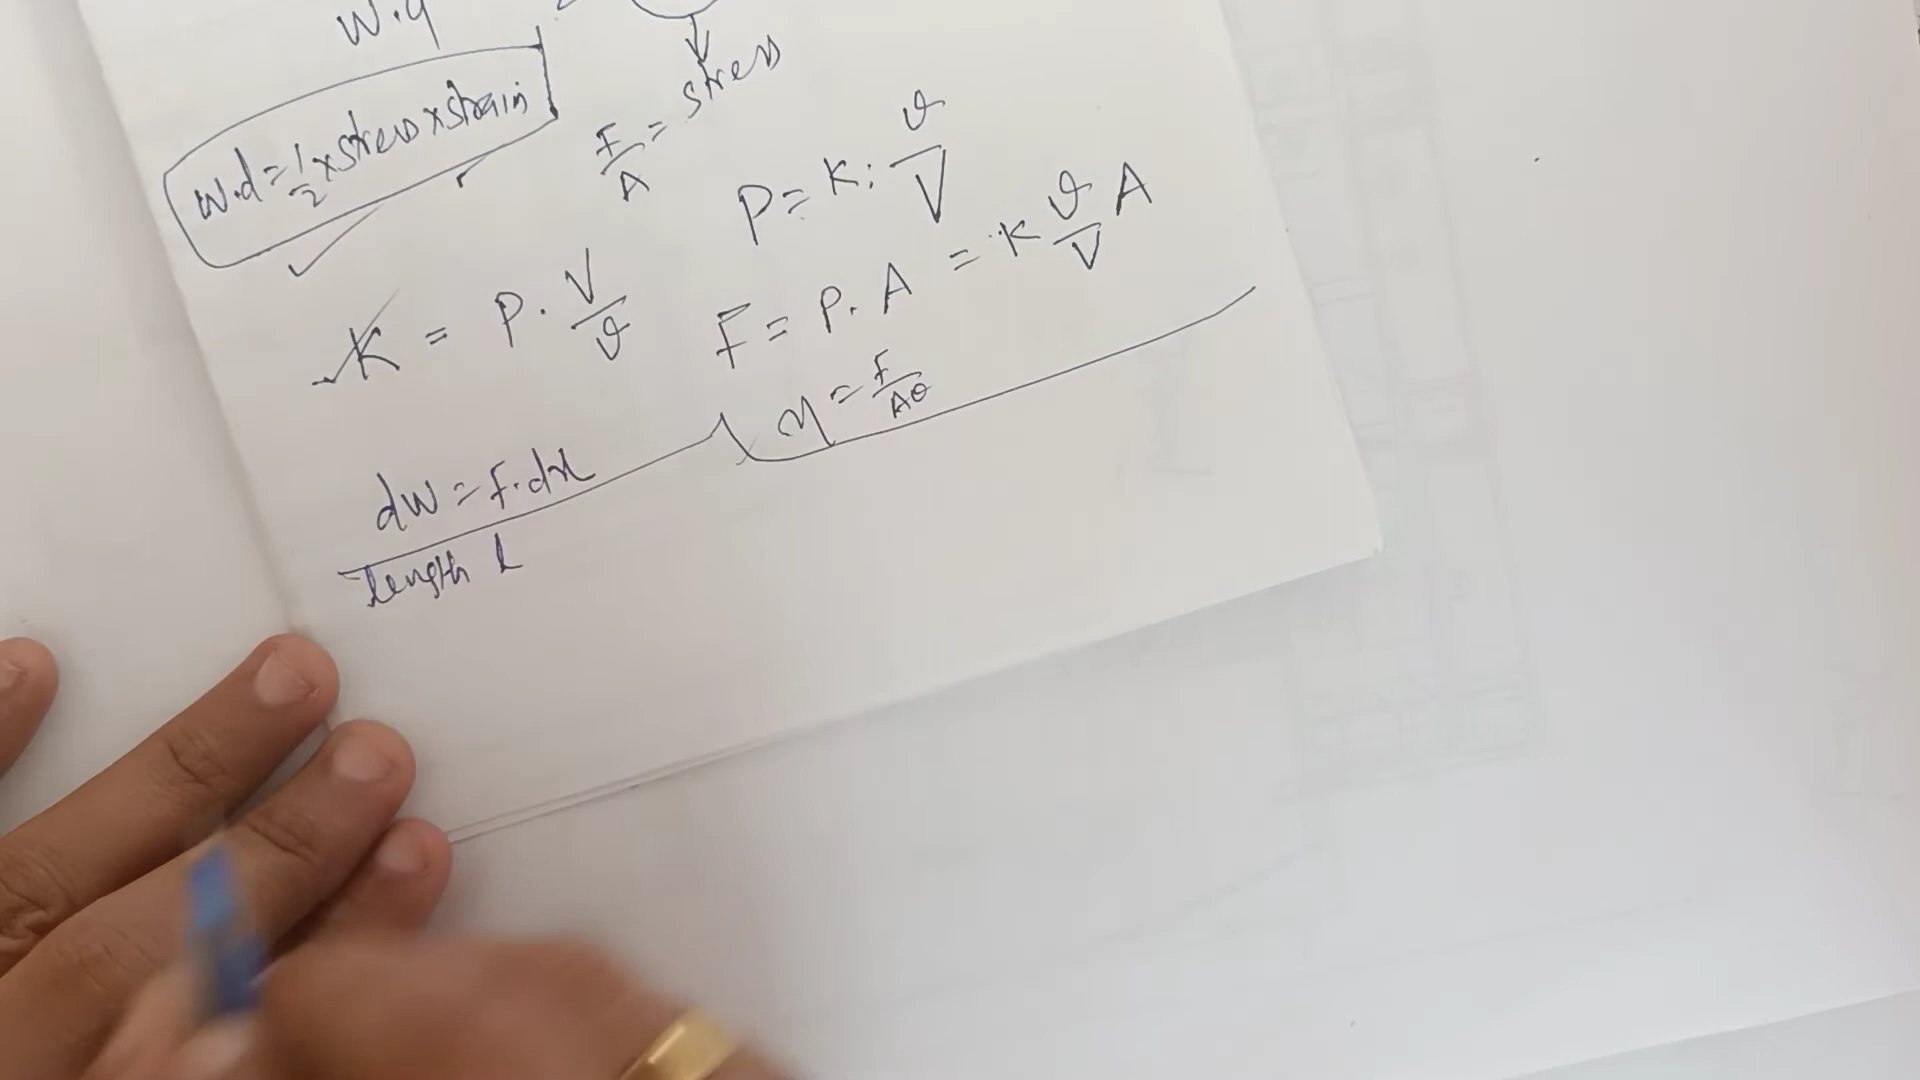 W.d = 1/2 × stress × strain
F/A = stress
P = K · v/V
K = P · V/v
F = P. A = K v/V A
η = F/Aθ
dw = F.dx
length L